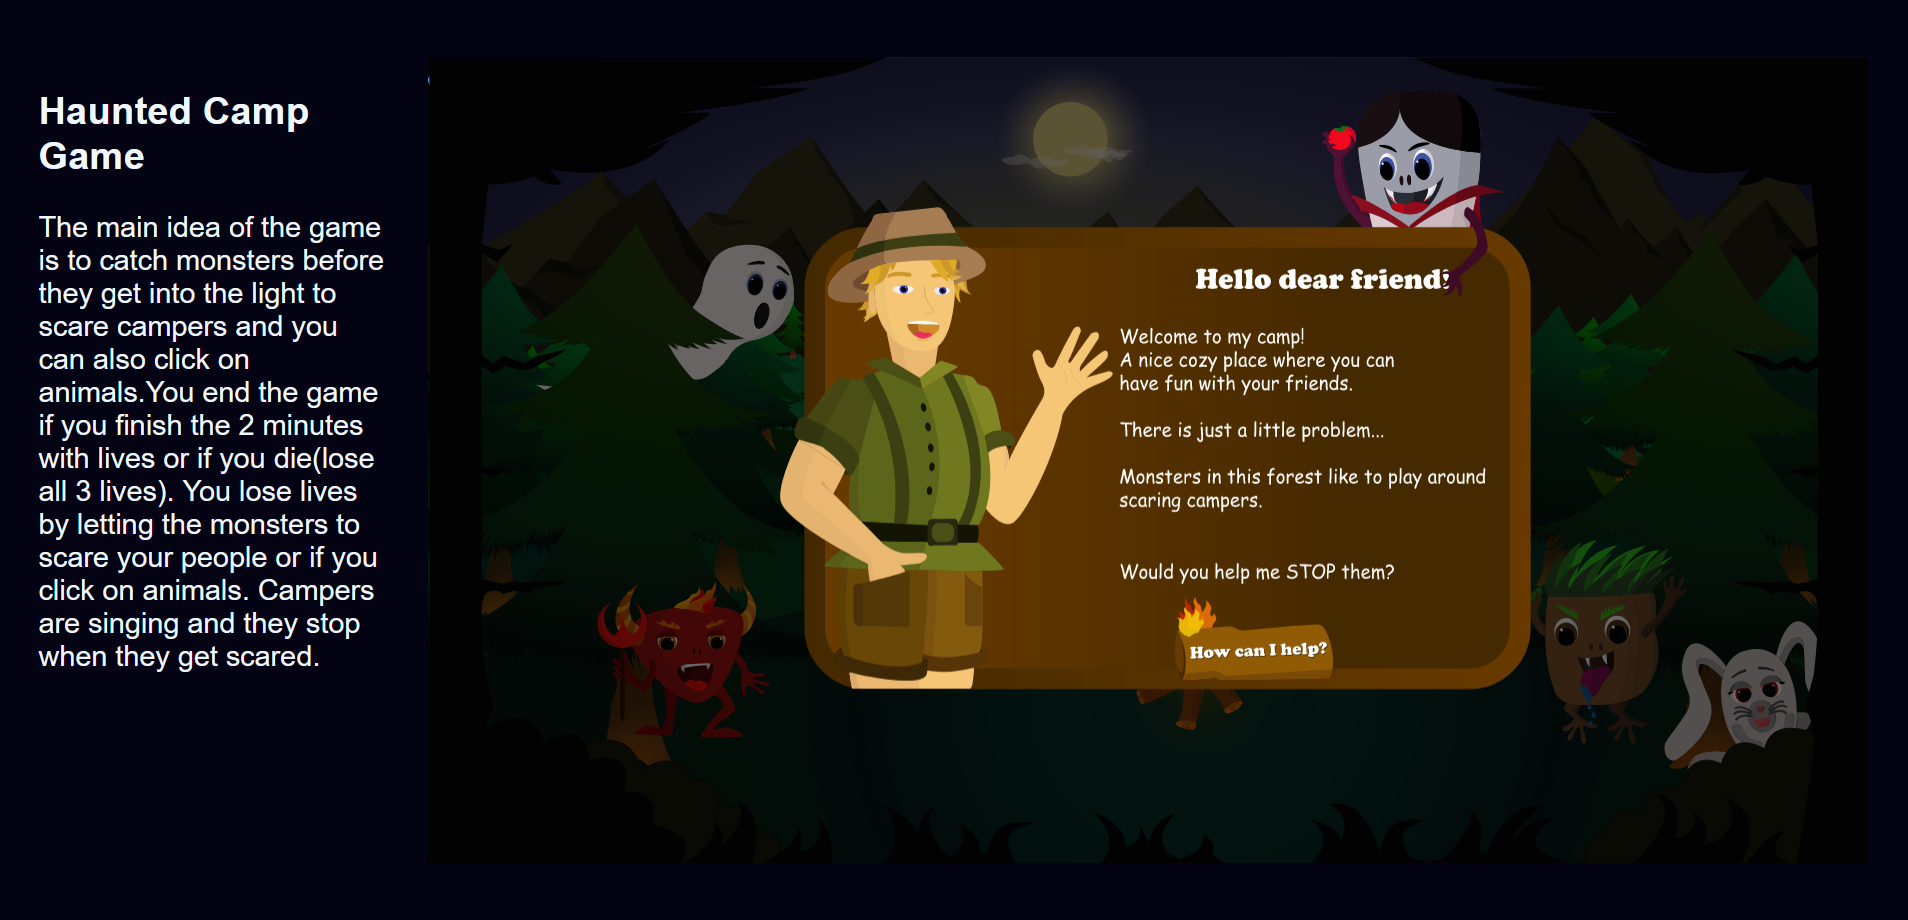 Haunted Camp
Game
The main idea of the game
is to catch monsters before
they get into the light to
scare campers and you
can also click on
animals.You end the game
if you finish the 2 minutes
with lives or if you die(lose
all 3 lives). You lose lives
by letting the monsters to
scare your people or if you
click on animals. Campers
are singing and they stop
when they get scared.
Hello dear friend!
Welcome to my camp!
A nice cozy place where you can
have fun with your friends.
There is just a little problem...
Monsters in this forest like to play around
scaring campers.
Would you help me STOP them?
How can I help?